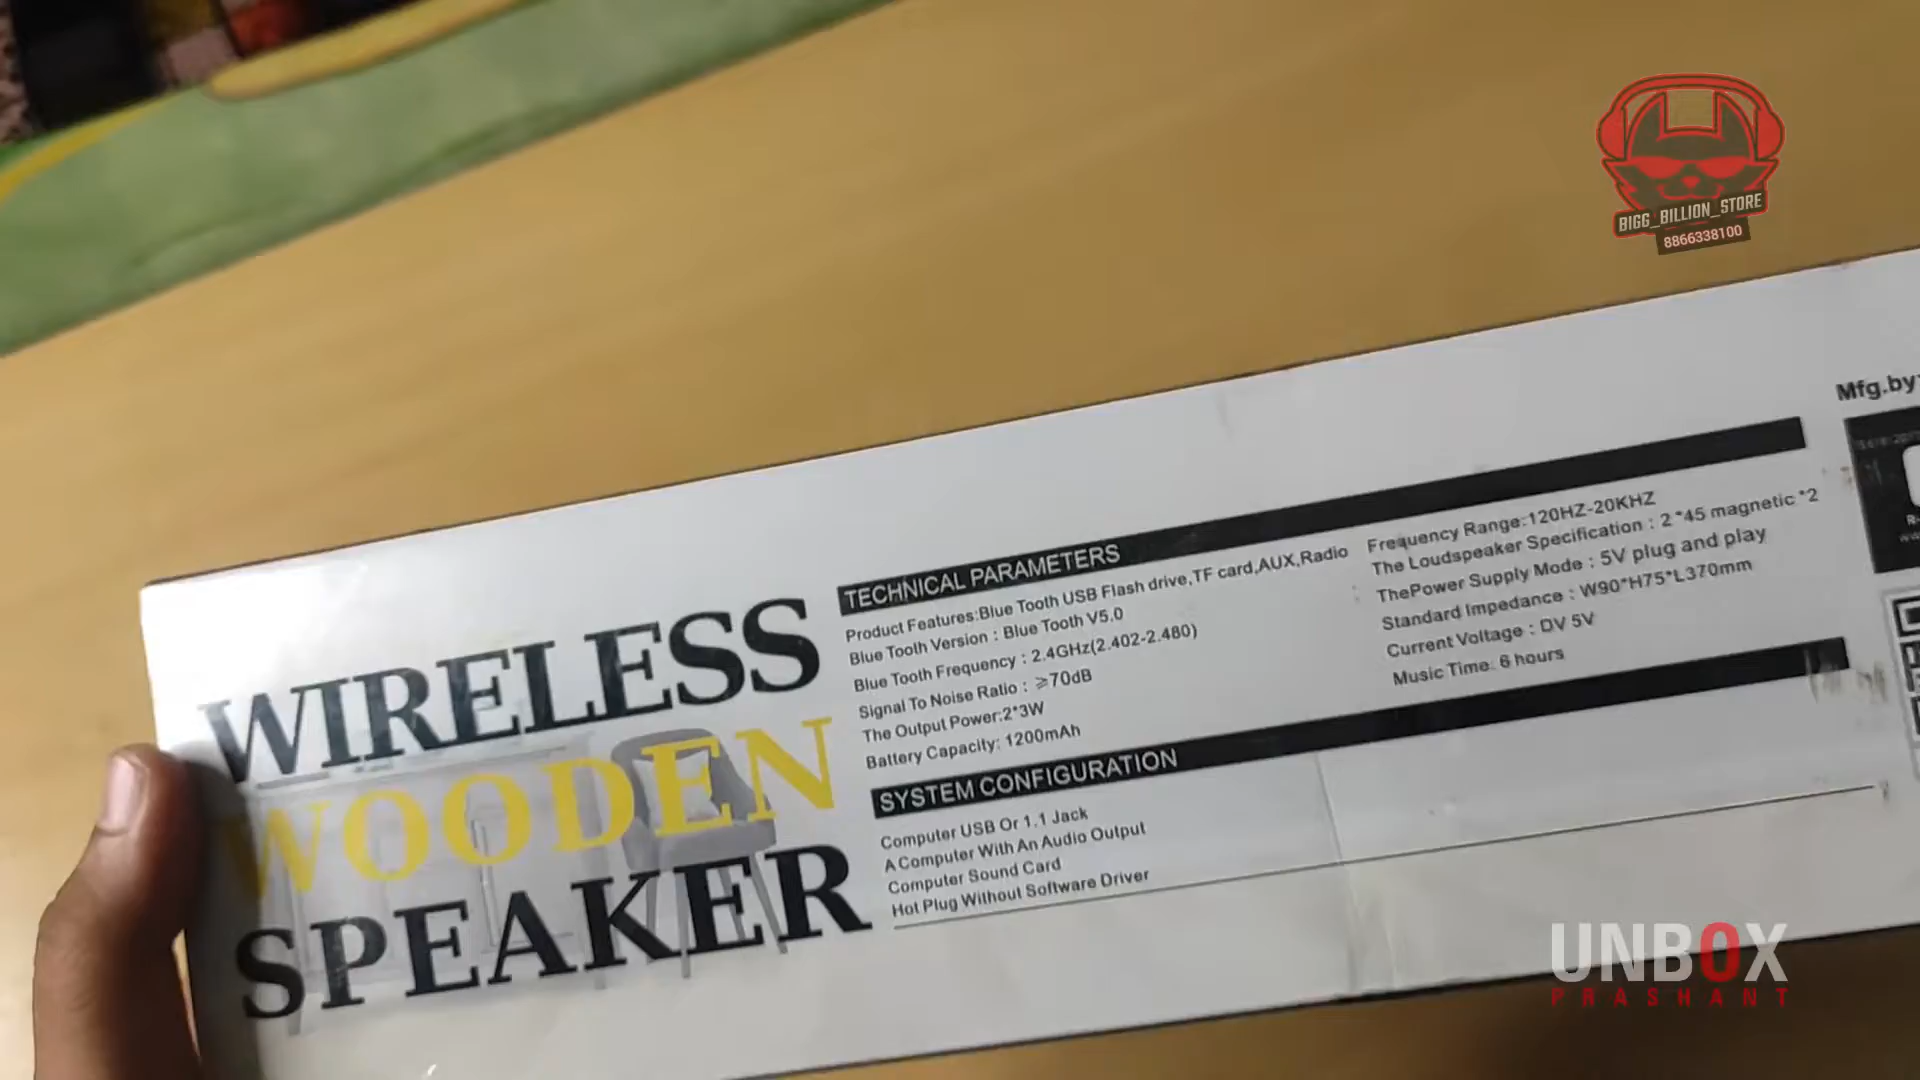 BIGG_BILLION_STORE
8866338100
Mfg.by
WIRELESS
WOODEN
SPEAKER
TECHNICAL PARAMETERS
Product Features:Blue Tooth USB Flash drive,TF card,AUX,Radio
Blue Tooth Version : Blue Tooth V5.0
Blue Tooth Frequency : 2.4GHz(2.402-2.480)
Signal To Noise Ratio : ≥70dB
The Output Power:2*3W
Battery Capacity: 1200mAh
Frequency Range:120HZ-20KHZ
The Loudspeaker Specification : 2 *45 magnetic *2
ThePower Supply Mode : 5V plug and play
Standard Impedance : W90*H75*L370mm
Current Voltage : DV 5V
Music Time: 6 hours
SYSTEM CONFIGURATION
Computer USB Or 1.1 Jack
A Computer With An Audio Output
Computer Sound Card
Hot Plug Without Software Driver
UNBOX
PRASHANT